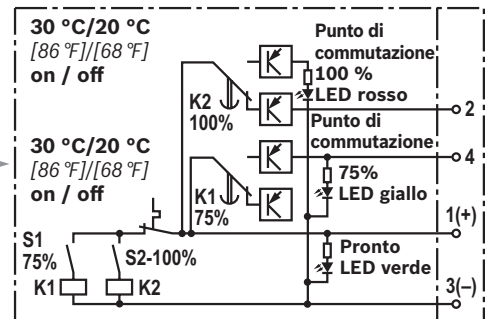 30 °C/20 °C
[86 °F]/[68 °F]
on / off
K2
100%
Punto di
commutazione
100 %
LED rosso
2
30 °C/20 °C
[86 °F]/[68 °F]
on / off
K1
75%
Punto di
commutazione
4
75%
LED giallo
1(+)
S1
75%
K1
S2-100%
K2
Pronto
LED verde
3(–)